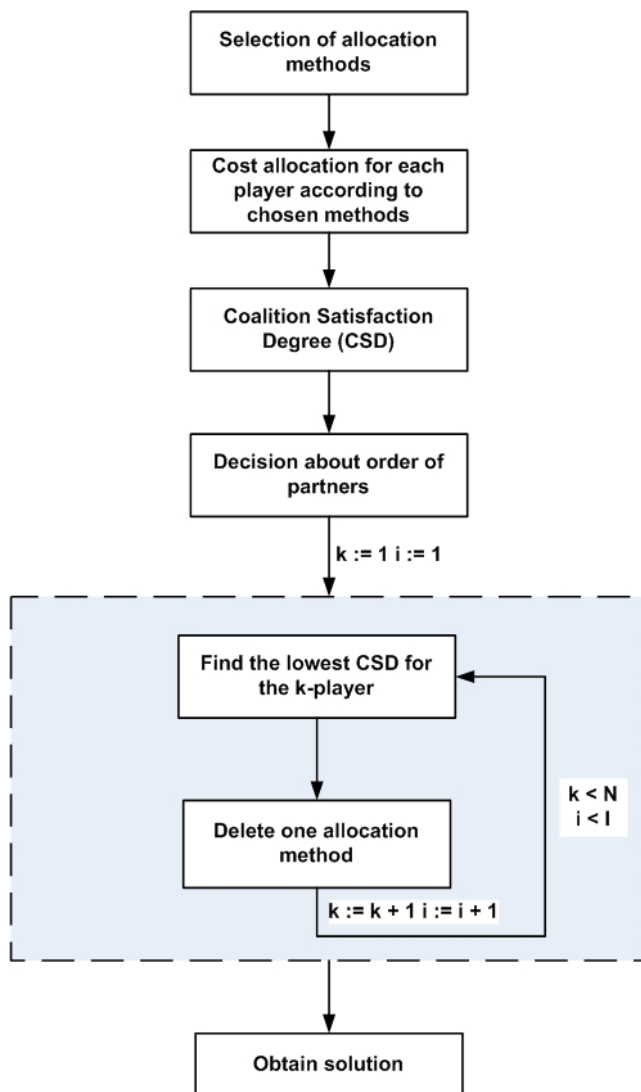 Selection of allocation
methods
Cost allocation for each
player according to
chosen methods
Coalition Satisfaction
Degree (CSD)
Decision about order of
partners
k := 1 i := 1
Find the lowest CSD for
the k-player
k < N
i < I
Delete one allocation
method
k := k + 1 i := i + 1
Obtain solution